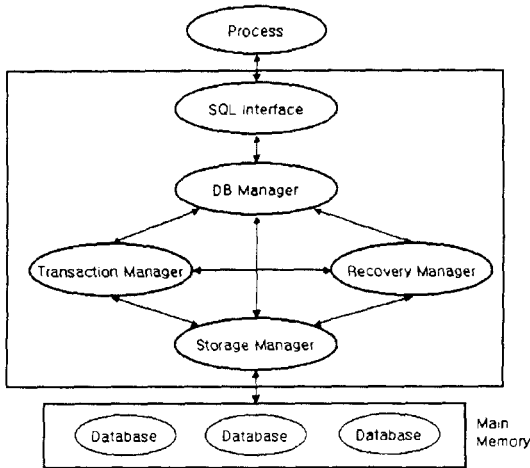 Process
SQL Interface
DB Manager
Transaction Manager
Recovery Manager
Storage Manager
Database
Database
Database
Main
Memory